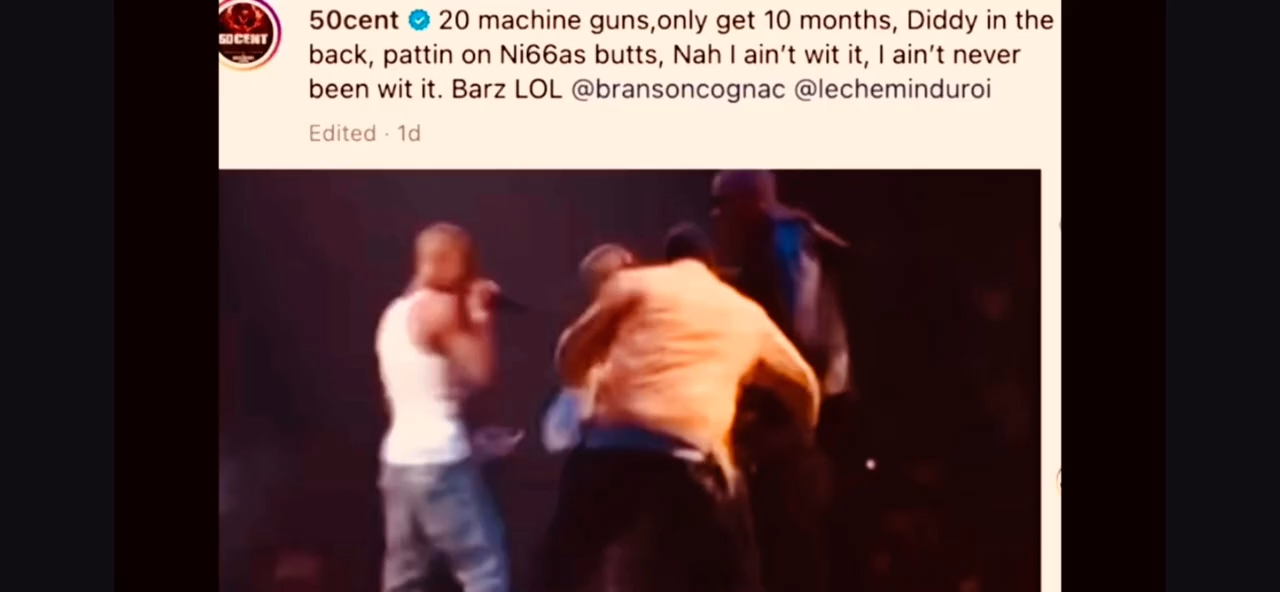 50CENT
50cent 20 machine guns,only get 10 months, Diddy in the
back, pattin on Ni66as butts, Nah I ain't wit it, I ain't never
been wit it. Barz LOL @bransoncognac @lecheminduroi
Edited · 1d